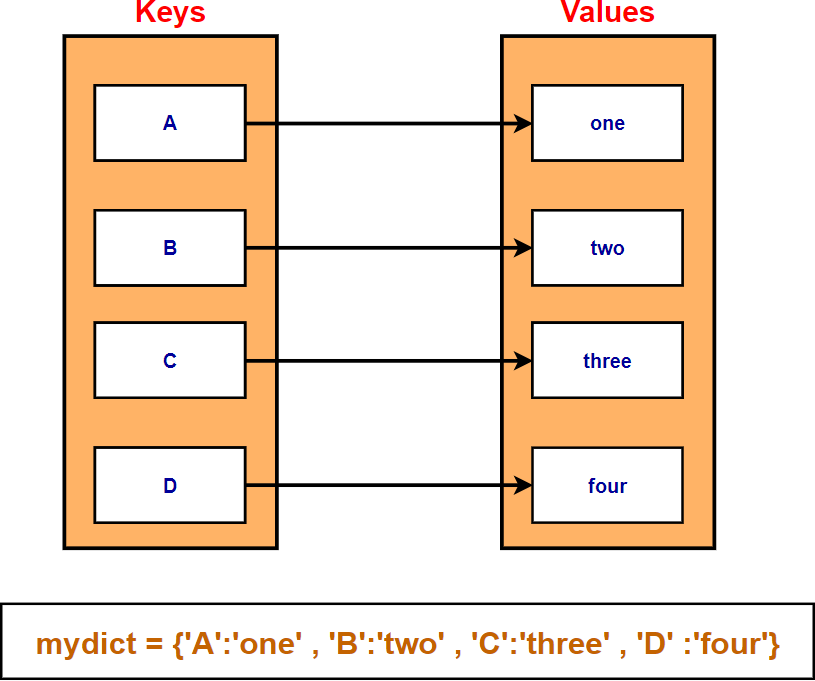 Keys Values
A one
B two
C three
D four
mydict = {'A':'one' , 'B':'two' , 'C':'three' , 'D' :'four'}